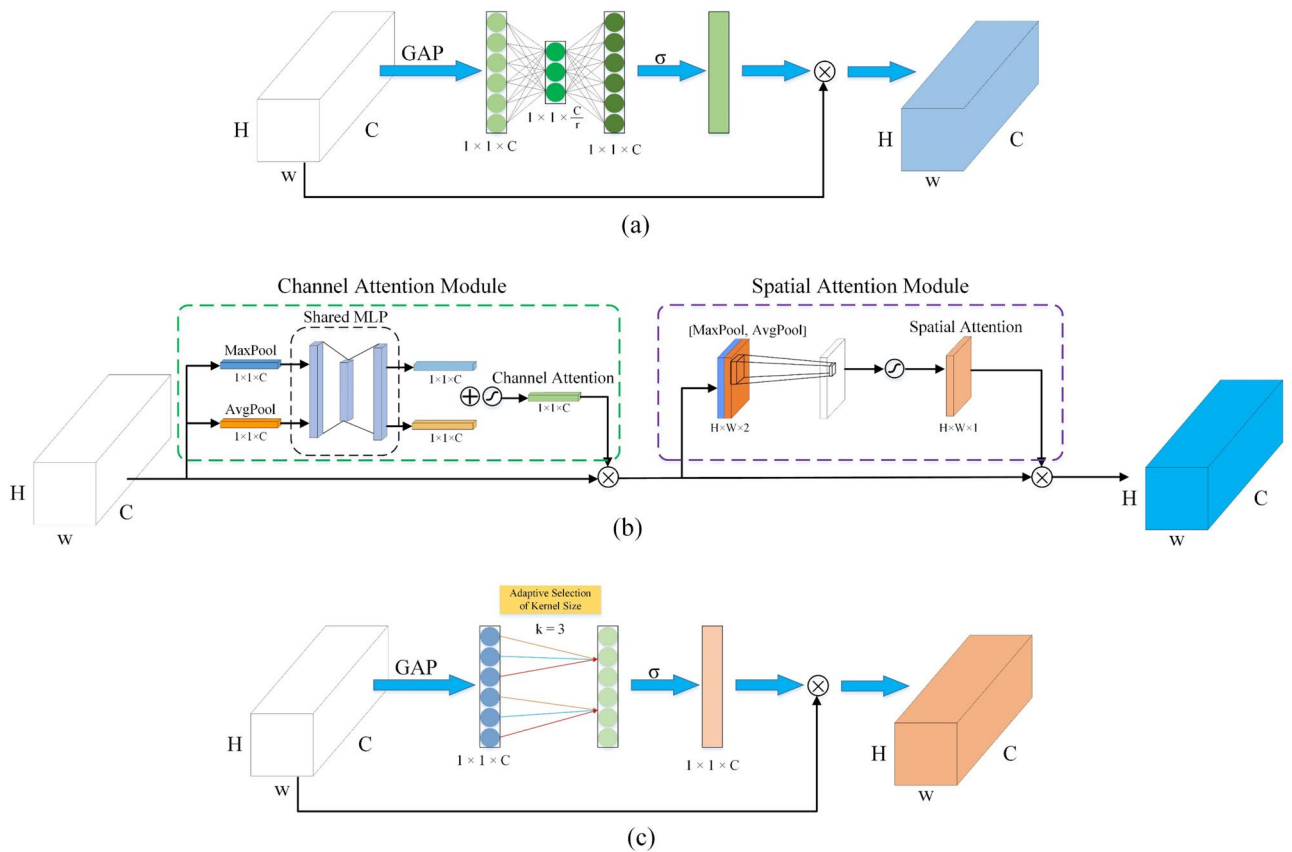 GAP
σ
H
C
W
1 × 1 × C
1 × 1 × C/r
1 × 1 × C
H
C
W
(a)
Channel Attention Module
Spatial Attention Module
Shared MLP
[MaxPool, AvgPool]
Spatial Attention
MaxPool
1×1×C
1×1×C
Channel Attention
AvgPool
1×1×C
1×1×C
1×1×C
H×W×2
H×W×1
H
C
W
H
C
W
(b)
Adaptive Selection
of Kernel Size
k = 3
GAP
σ
H
C
W
1 × 1 × C
1 × 1 × C
H
C
W
(c)